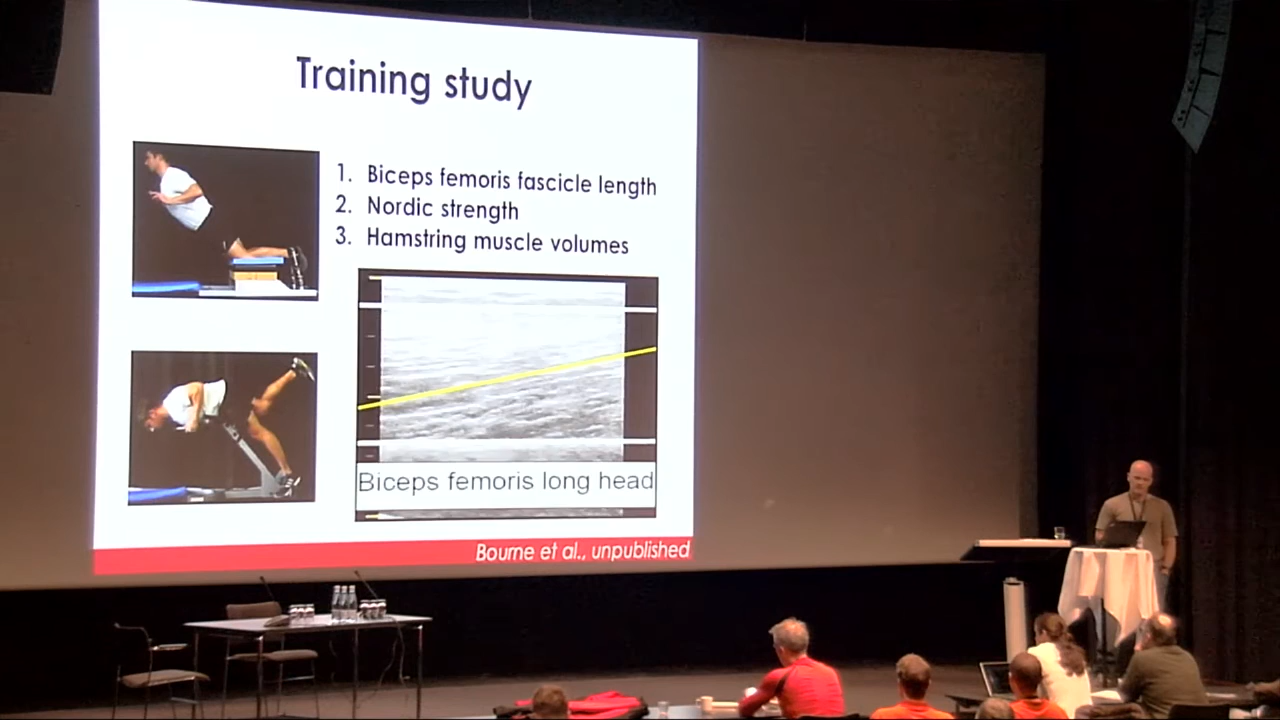 Training study
1. Biceps femoris fascicle length
2. Nordic strength
3. Hamstring muscle volumes
Biceps femoris long head
Bourne et al., unpublished